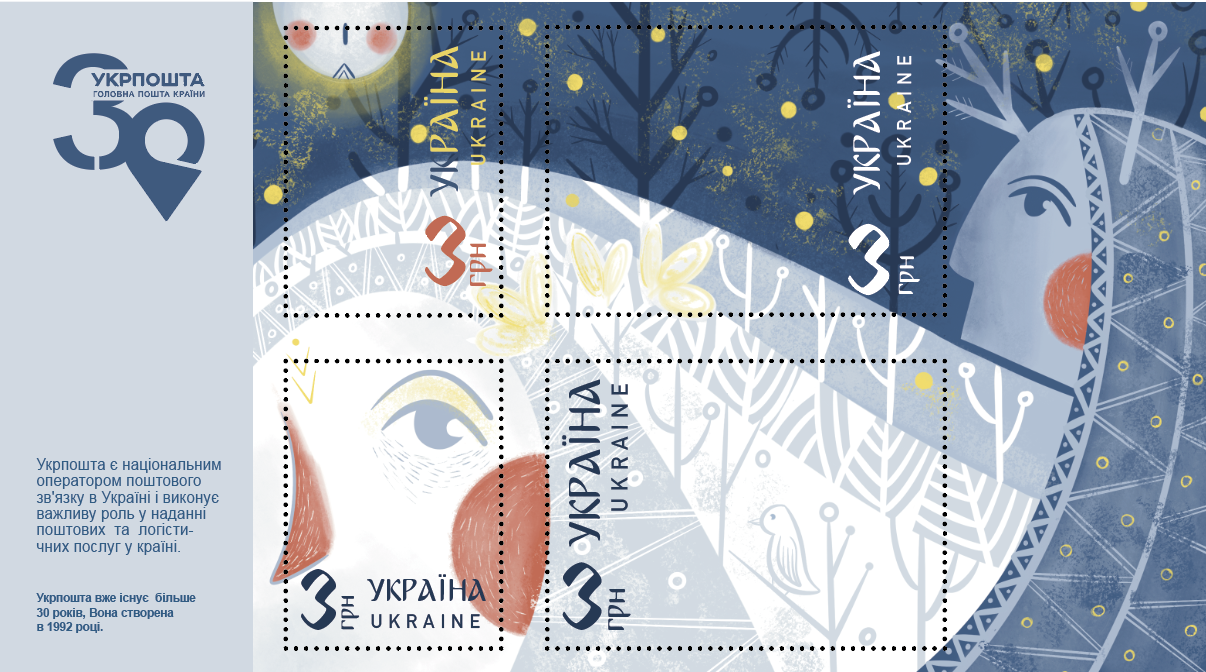 УКРПОШТА
ГОЛОВНА ПОШТА КРАЇНИ
30
УКРАЇНА
UKRAINE
3 грн
УКРАЇНА
UKRAINE
3 грн
Укрпошта є національним
оператором поштового
зв'язку в Україні і виконує
важливу роль у наданні
поштових та логісти-
чних послуг у країні.
Укрпошта вже існує більше
30 років, Вона створена
в 1992 році.
3 грн
УКРАЇНА
UKRAINE
УКРАЇНА
UKRAINE
3 грн